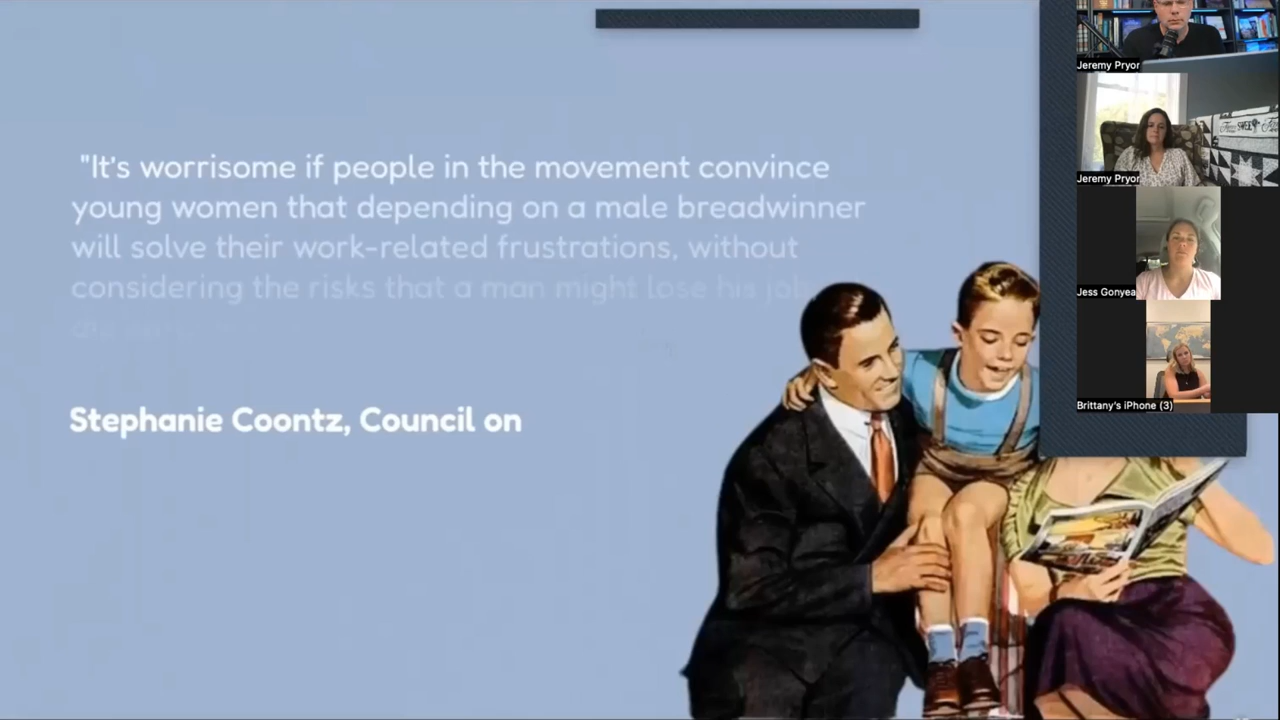 "It's worrisome if people in the movement convince
young women that depending on a male breadwinner
will solve their work-related frustrations, without
considering the risks that a man might lose his job
Stephanie Coontz, Council on
Jeremy Pryor
Jeremy Pryor
Jess Gonyea
Brittany's iPhone (3)